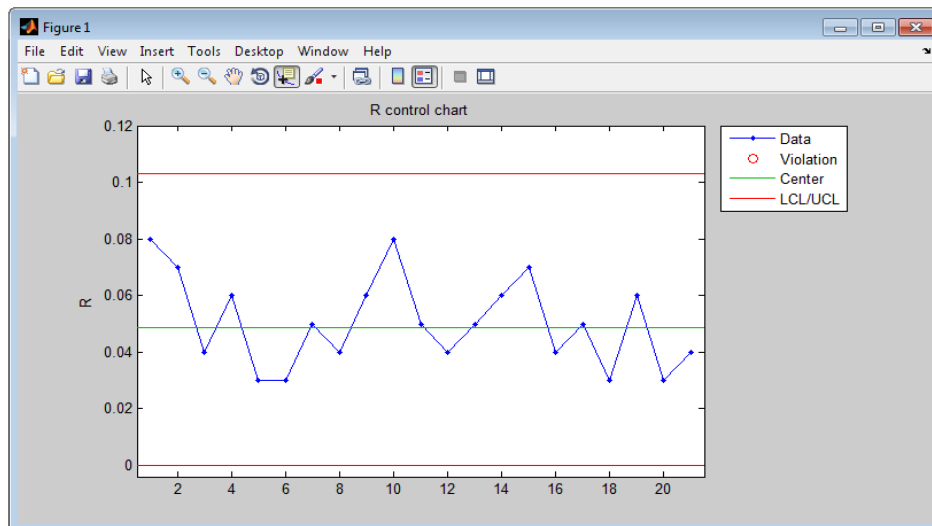 Figure 1
File Edit View Insert Tools Desktop Window Help
R control chart
0.12
0.1
0.08
0.06
0.04
0.02
0
R
2 4 6 8 10 12 14 16 18 20
Data
Violation
Center
LCL/UCL